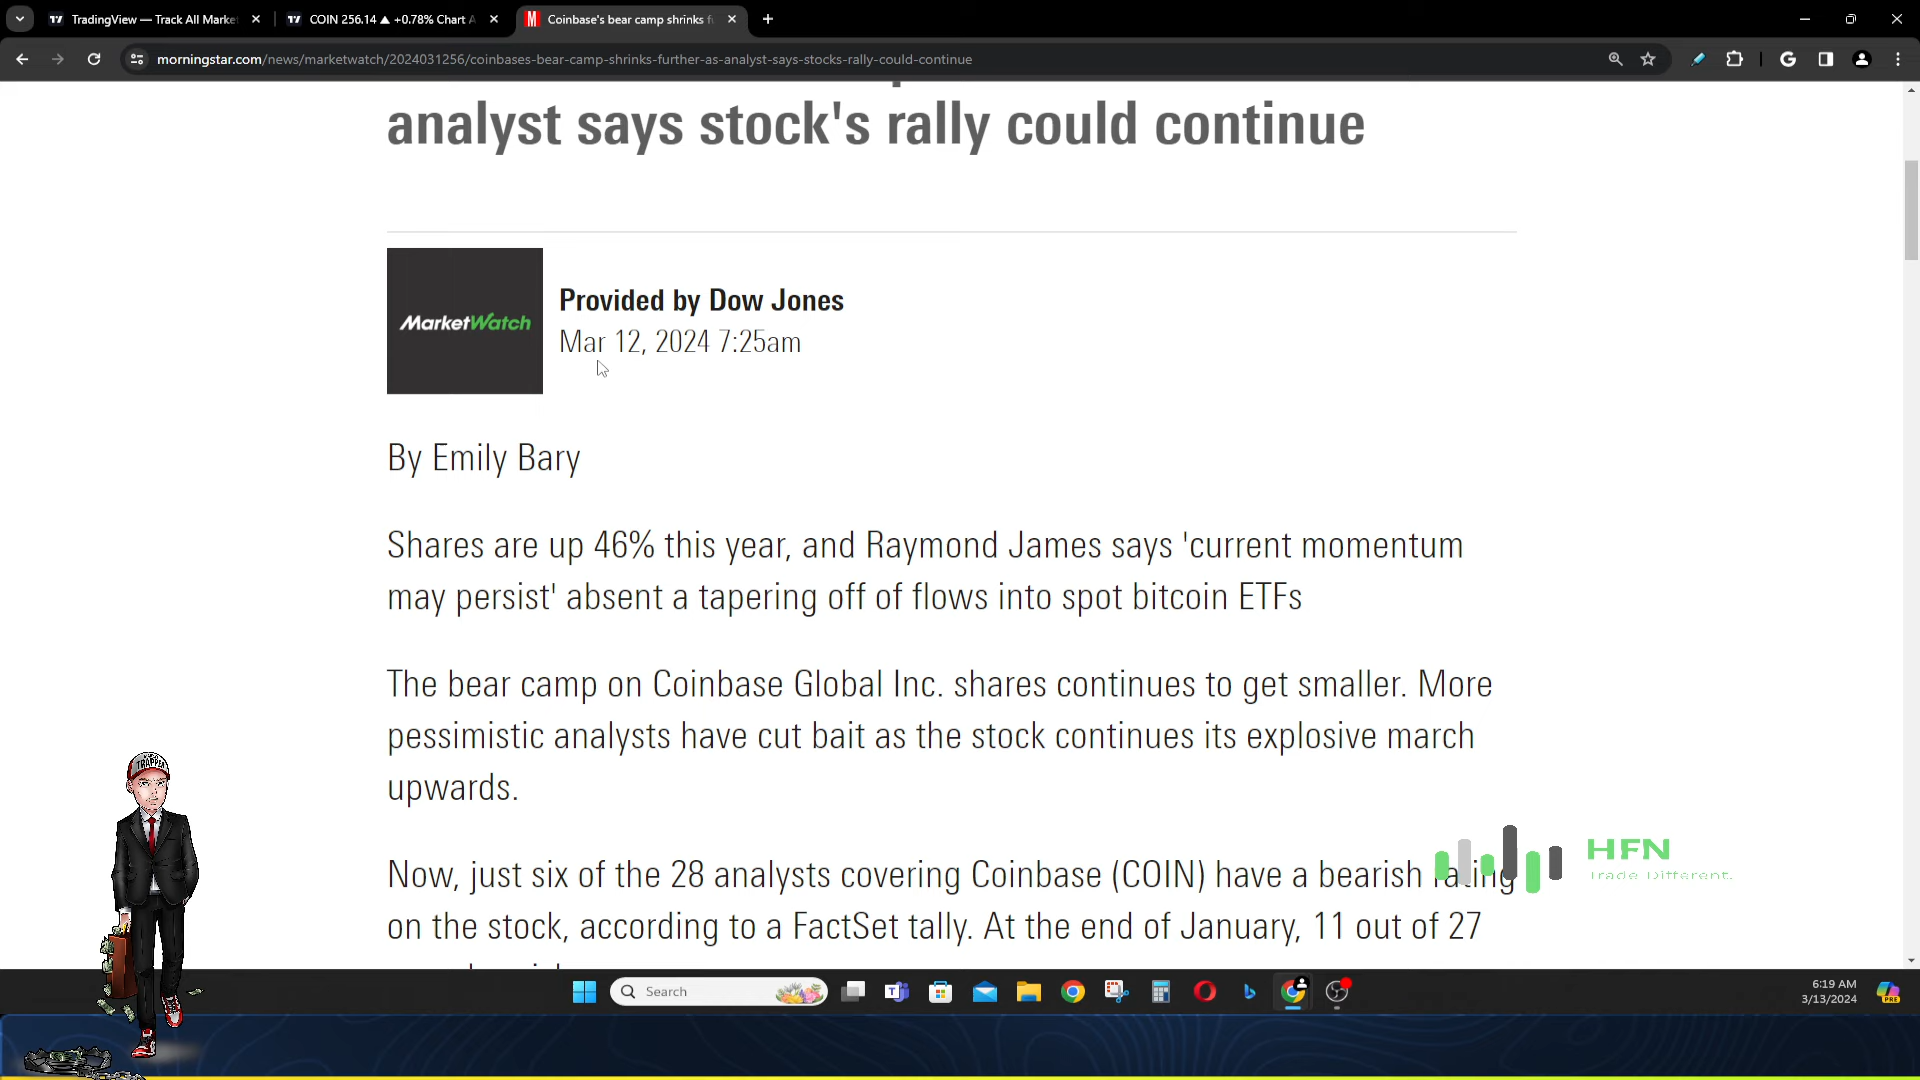 TradingView — Track All Marke
COIN 256.14 ▲ +0.78% Chart A
M
Coinbase's bear camp shrinks f
morningstar.com/news/marketwatch/2024031256/coinbases-bear-camp-shrinks-further-as-analyst-says-stocks-rally-could-continue
analyst says stock's rally could continue
MarketWatch
Provided by Dow Jones
Mar 12, 2024 7:25am
By Emily Bary
Shares are up 46% this year, and Raymond James says 'current momentum
may persist' absent a tapering off of flows into spot bitcoin ETFs
The bear camp on Coinbase Global Inc. shares continues to get smaller. More
pessimistic analysts have cut bait as the stock continues its explosive march
upwards.
Now, just six of the 28 analysts covering Coinbase (COIN) have a bearish rating
on the stock, according to a FactSet tally. At the end of January, 11 out of 27
TRAPPER
HFN
Trade Different.
Search
6:19 AM
3/13/2024
PRE